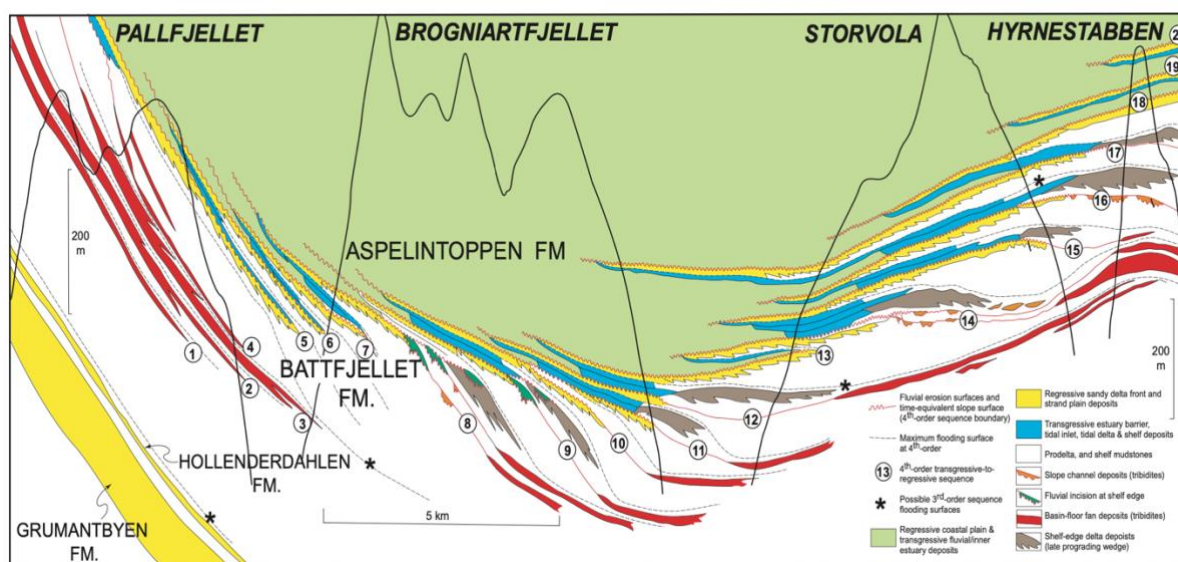 PALLFJELLET
BROGNIARTFJELLET
STORVOLA
HYRNESTABBEN
19
18
17
16
15
14
13
12
11
10
9
8
7
6
5
4
3
2
1
200
m
ASPELINTOPPEN FM
BATTFJELLET
FM.
HOLLENDERDAHLEN
FM.
GRUMANTBYEN
FM.
5 km
200
m
Fluvial erosion surfaces and
time-equivalent slope surface
(4th-order sequence boundary)
Maximum flooding surface
at 4th-order
13
4th-order transgressive-to-
regressive sequence
*
Possible 3rd-order sequence
flooding surfaces
Regressive coastal plain &
transgressive fluvial/inner
estuary deposits
Regressive sandy delta front and
strand plain deposits
Transgressive estuary barrier,
tidal inlet, tidal delta & shelf deposits
Prodelta, and shelf mudstones
Slope channel deposits (tribidites)
Fluvial incision at shelf edge
Basin-floor fan deposits (tribidites)
Shelf-edge delta depoists
(late prograding wedge)